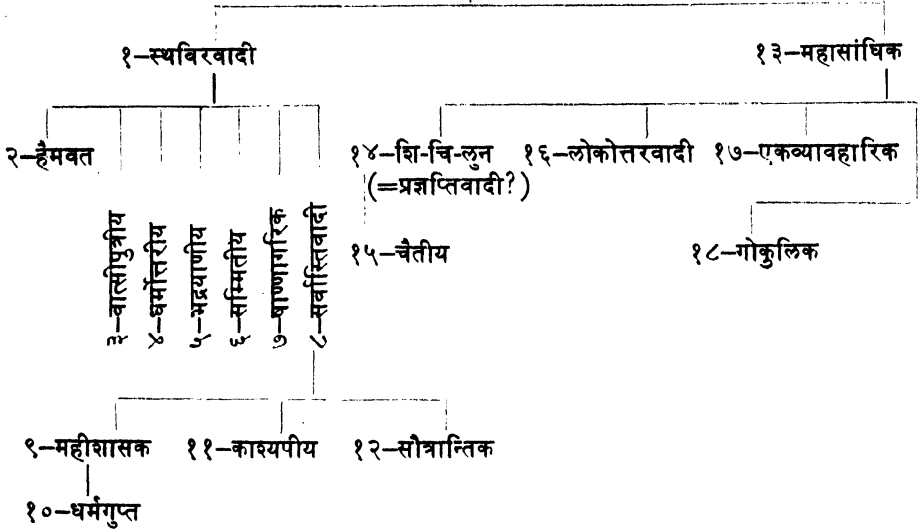 १–स्थविरवादी
१३–महासांघिक
२–हैमवत
१४–शि-चि-लुन
(=प्रज्ञप्तिवादी?)
१६–लोकोत्तरवादी
१७–एकव्यावहारिक
३–वात्सीपुत्रीय
४–धर्मोत्तरीय
५–भद्रयाणीय
६–सम्मितीय
७–षाण्णागरिक
८–सर्वास्तिवादी
१५–चैतीय
१८–गोकुलिक
९–महीशासक
११–काश्यपीय
१२–सौत्रान्तिक
१०–धर्मगुप्त